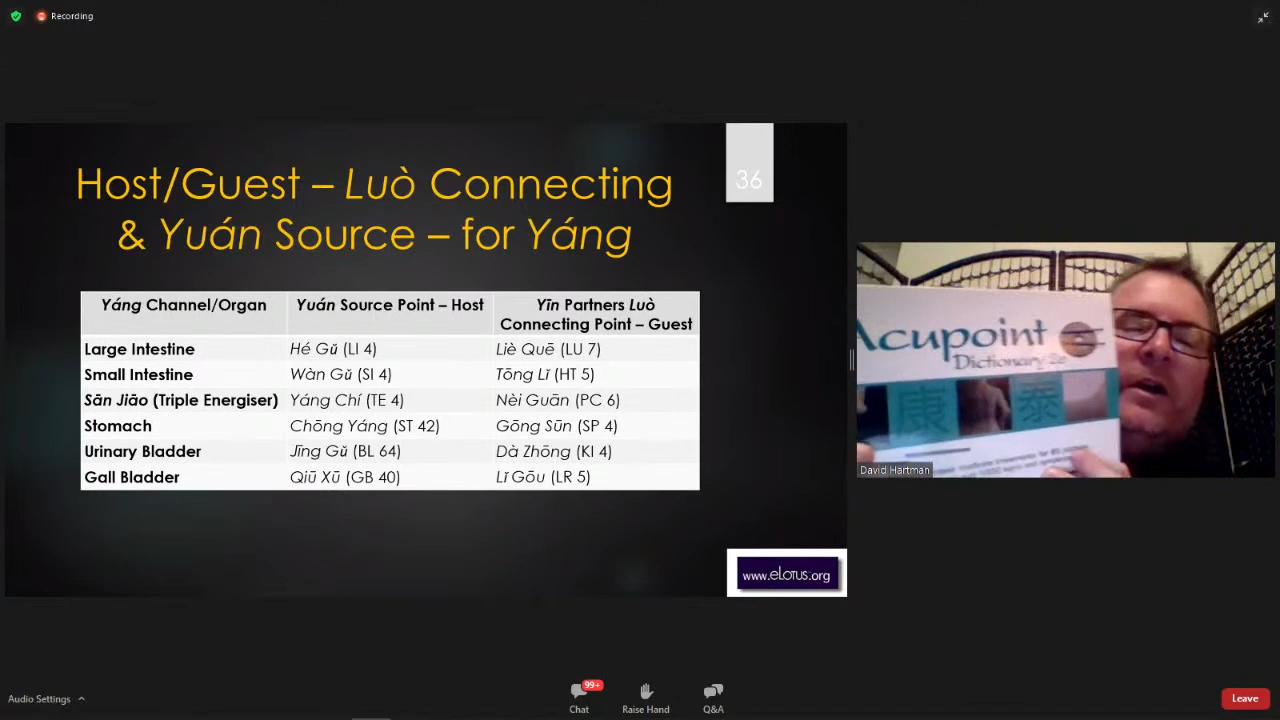 Recording
Host/Guest – Luò Connecting
& Yuán Source – for Yáng
36
Yáng Channel/Organ
Yuán Source Point – Host
Yīn Partners Luò
Connecting Point – Guest
Large Intestine
Hé Gǔ (LI 4)
Liè Quē (LU 7)
Small Intestine
Wàn Gǔ (SI 4)
Tōng Lǐ (HT 5)
Sān Jiāo (Triple Energiser)
Yáng Chí (TE 4)
Nèi Guān (PC 6)
Stomach
Chōng Yáng (ST 42)
Gōng Sūn (SP 4)
Urinary Bladder
Jīng Gǔ (BL 64)
Dà Zhōng (KI 4)
Gall Bladder
Qiū Xū (GB 40)
Lǐ Gōu (LR 5)
www.eLotus.org
Acupoint
Dictionary 2e
康 泰
David Hartman
Audio Settings
99+
Chat
Raise Hand
Q&A
Leave